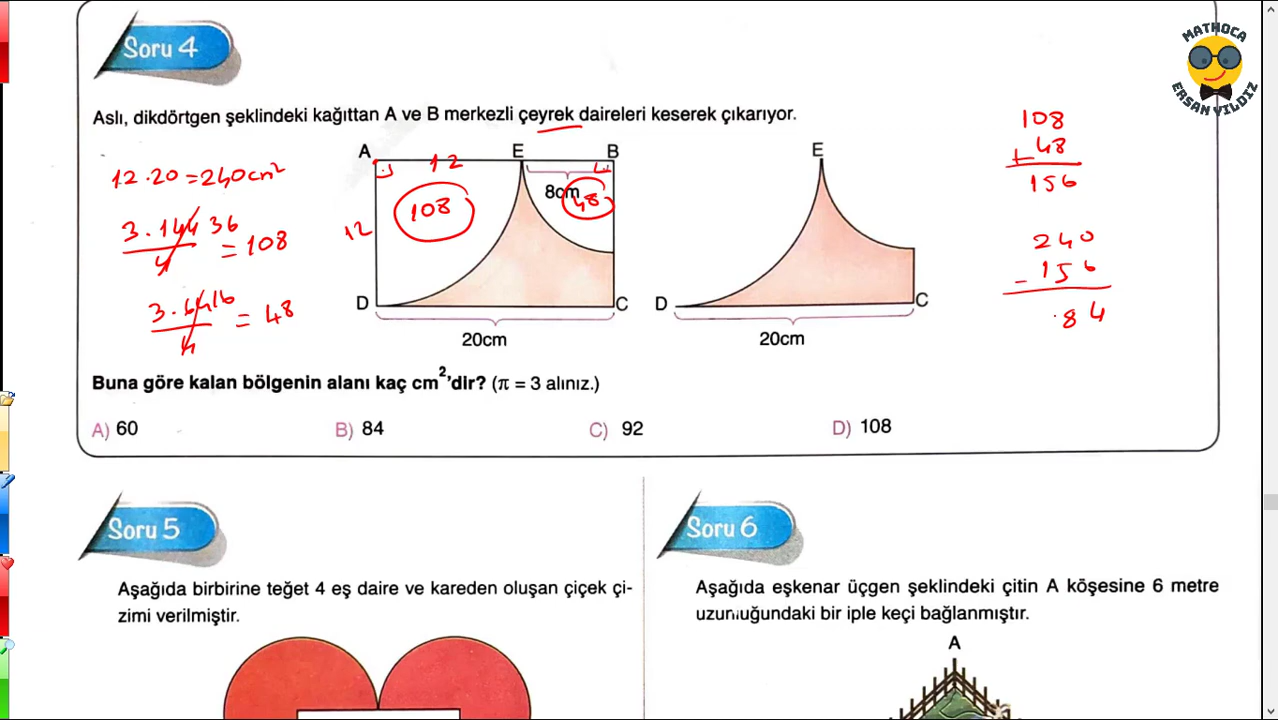 MATHOCA
ERSAN YILDIZ
Soru 4
Aslı, dikdörtgen şeklindeki kağıttan A ve B merkezli çeyrek daireleri keserek çıkarıyor.
12.20 = 240cm²
3.144 36
4
= 108
3.64 16
4
= 48
A 12 E B
8cm
108
48
12
D C
20cm
E
D C
20cm
108
+ 48
156
240
- 156
84
Buna göre kalan bölgenin alanı kaç cm²'dir? (π = 3 alınız.)
A) 60 B) 84 C) 92 D) 108
Soru 5
Aşağıda birbirine teğet 4 eş daire ve kareden oluşan çiçek çi-
zimi verilmiştir.
Soru 6
Aşağıda eşkenar üçgen şeklindeki çitin A köşesine 6 metre
uzunluğundaki bir iple keçi bağlanmıştır.
A